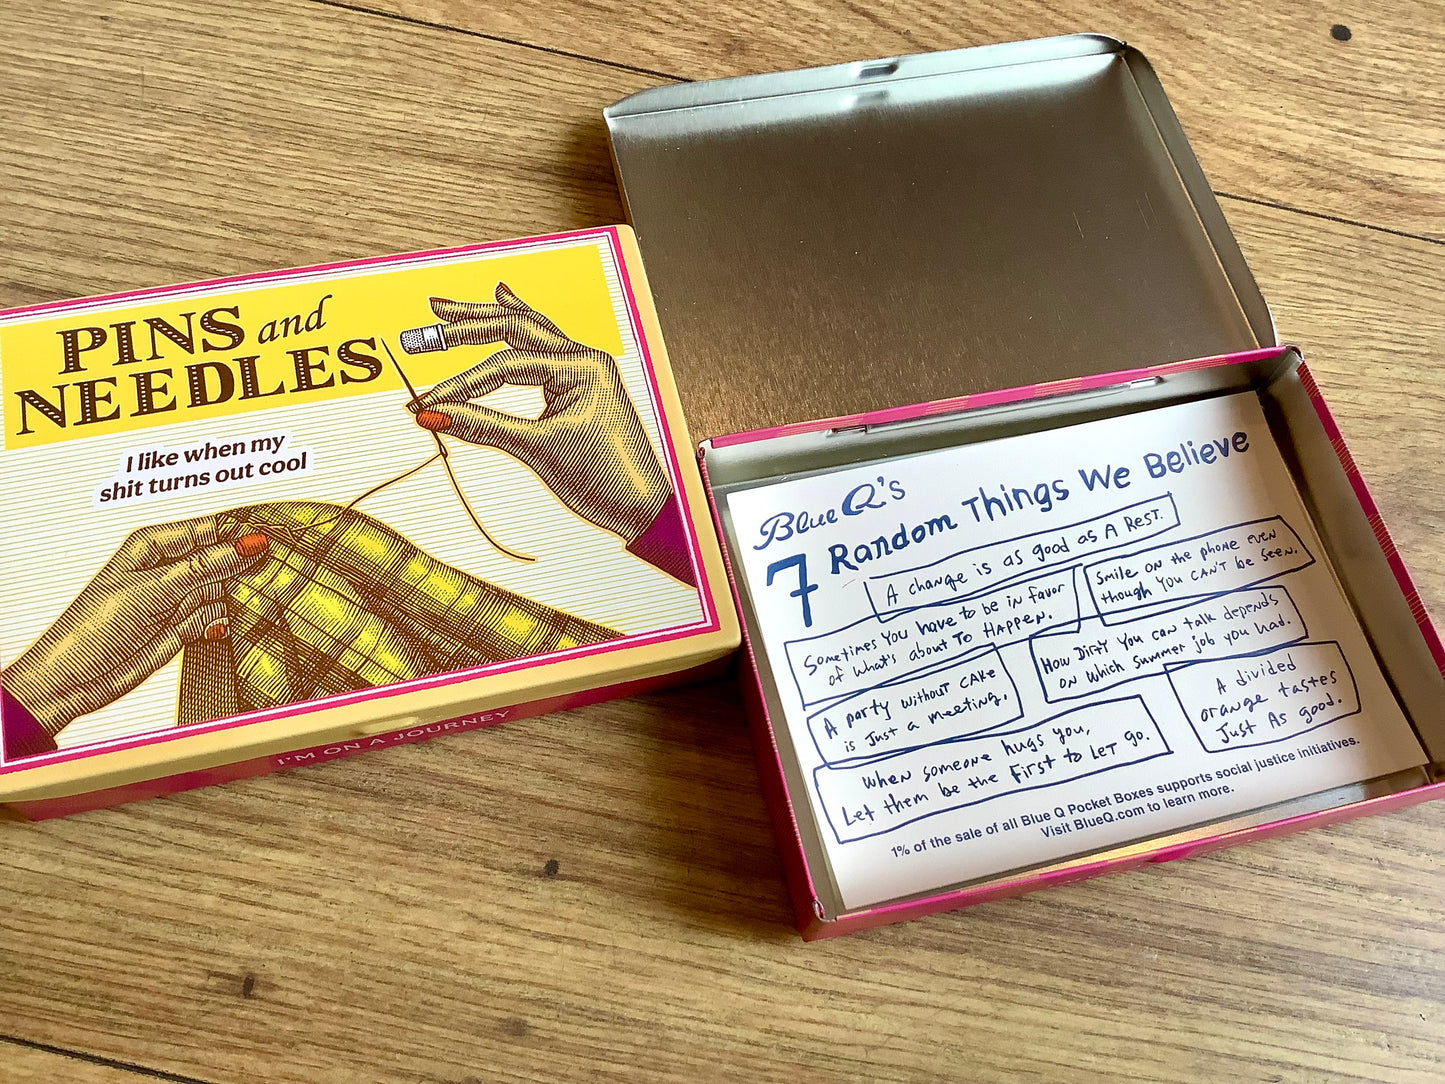 PINS and
NEEDLES
I like when my
shit turns out cool
I'M ON A JOURNEY
Blue Q's
7 Random Things We Believe
A change is as good as A Rest.
Smile on the phone even
though You CAN'T be seen.
Sometimes You have to be in favor
of what's about To HAPPEN.
How DiRTY You can talk depends
on which summer job you had.
A party without CAKe
is Just a meeting.
A divided
orange tastes
Just As good.
when someone hugs you,
Let them be the First to LeT go.
1% of the sale of all Blue Q Pocket Boxes supports social justice initiatives.
Visit BlueQ.com to learn more.